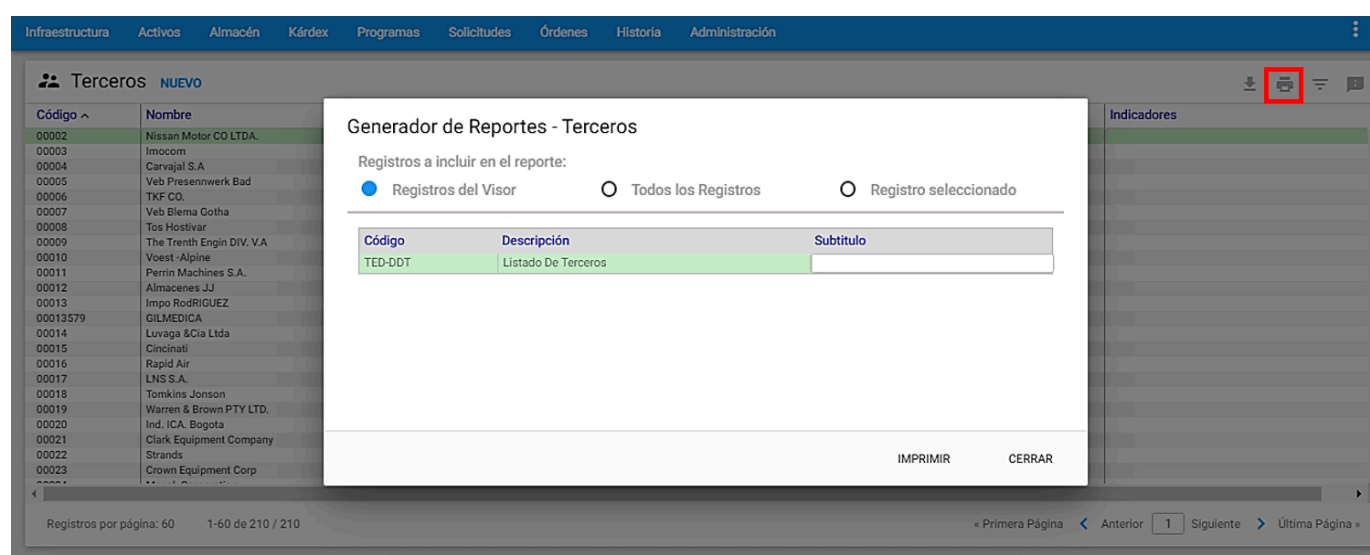 Infraestructura Activos Almacén Kárdex Programas Solicitudes Órdenes Historia Administración
Terceros NUEVO
Código Nombre Indicadores
00002 Nissan Motor CO LTDA.
00003 Imocom
00004 Carvajal S.A
00005 Veb Presennwerk Bad
00006 TKF CO.
00007 Veb Blema Gotha
00008 Tos Hostivar
00009 The Trenth Engin DIV. V.A
00010 Voest -Alpine
00011 Perrin Machines S.A.
00012 Almacenes JJ
00013 Impo RodRIGUEZ
00013579 GILMEDICA
00014 Luvaga &Cia Ltda
00015 Cincinati
00016 Rapid Air
00017 LNS S.A.
00018 Tomkins Jonson
00019 Warren & Brown PTY LTD.
00020 Ind. ICA. Bogota
00021 Clark Equipment Company
00022 Strands
00023 Crown Equipment Corp
Generador de Reportes - Terceros
Registros a incluir en el reporte:
Registros del Visor Todos los Registros Registro seleccionado
Código Descripción Subtitulo
TED-DDT Listado De Terceros
IMPRIMIR CERRAR
Registros por página: 60 1-60 de 210 / 210 « Primera Página Anterior 1 Siguiente Última Página »